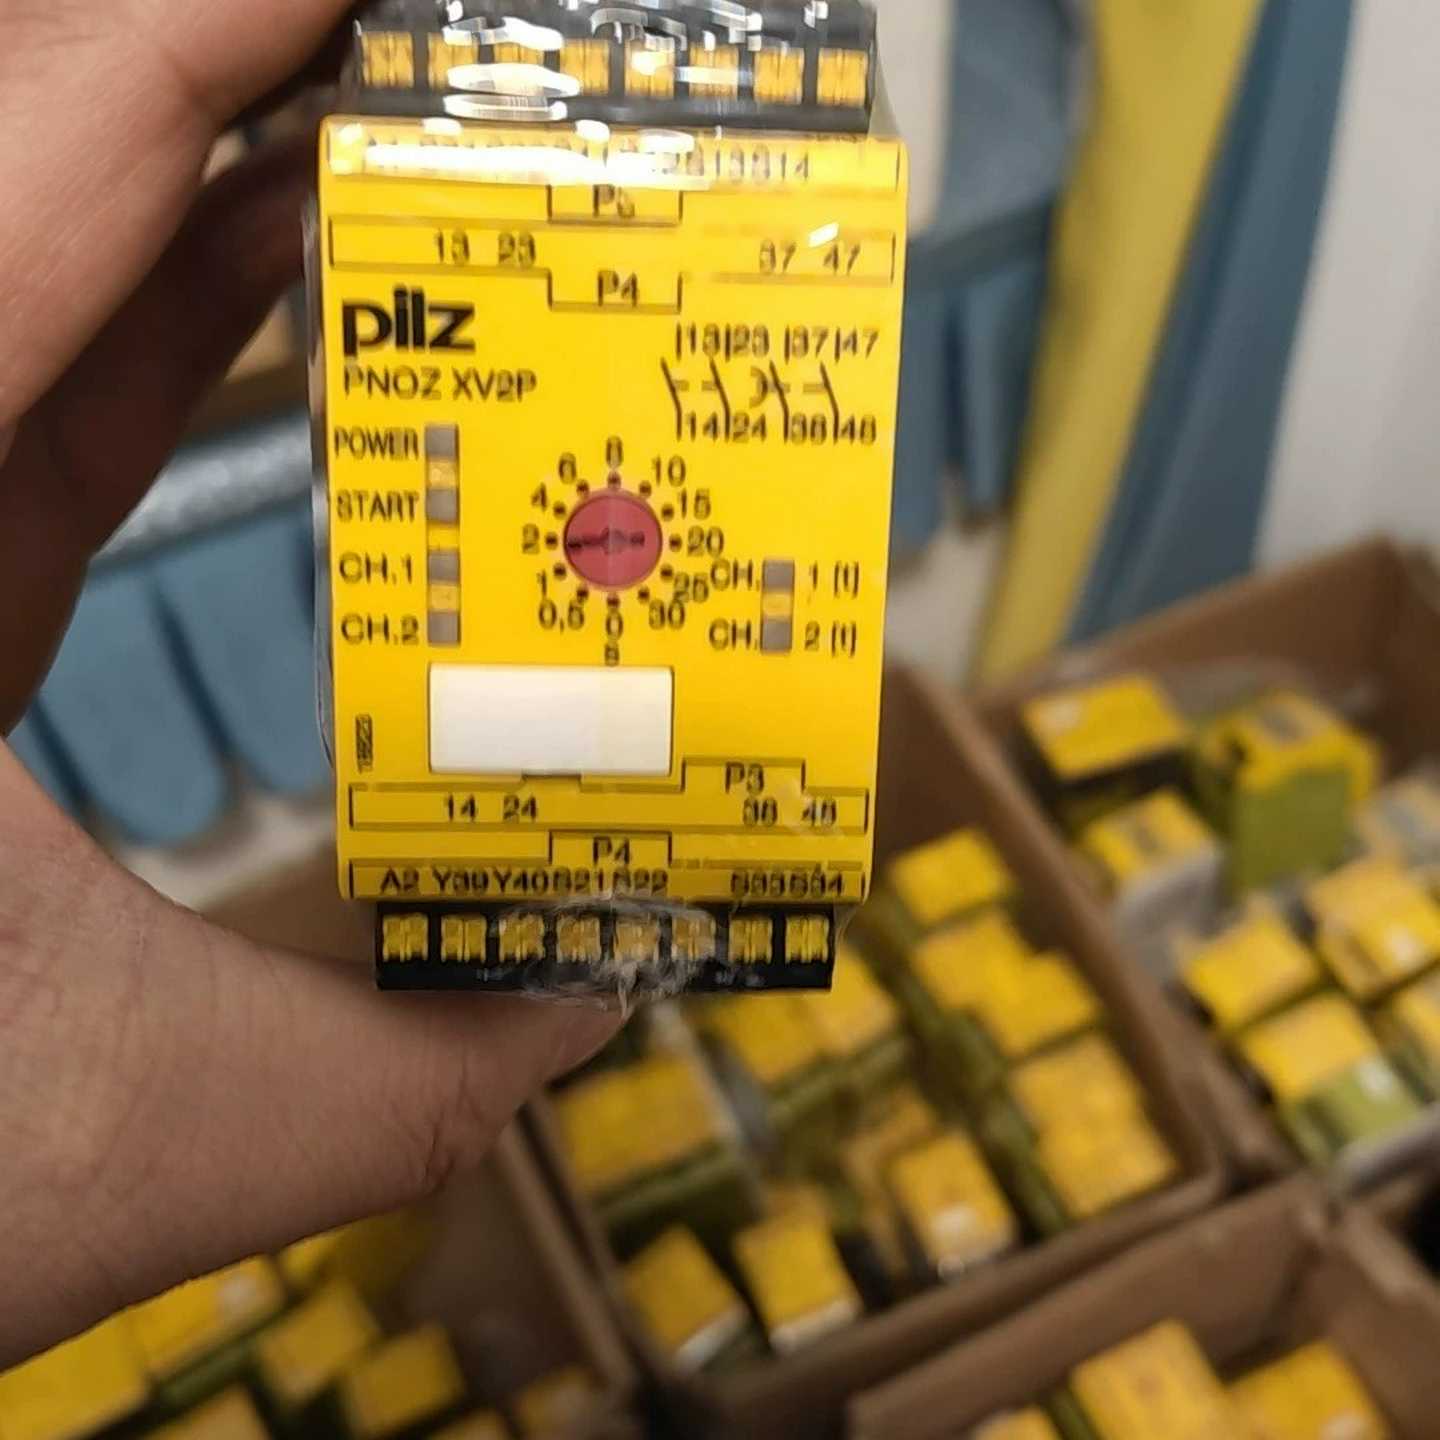 P5
13 23 37 47
P4
pilz
PNOZ XV2P
13 23 37 47
14 24 38 48
POWER
START
CH.1
CH.2
8
6 10
4 15
2 20
1 25
0,5 30
0
s
CH. 1 [t]
CH. 2 [t]
P3
14 24 38 48
P4
A2 Y39 Y40 S21 S22 S33 S34